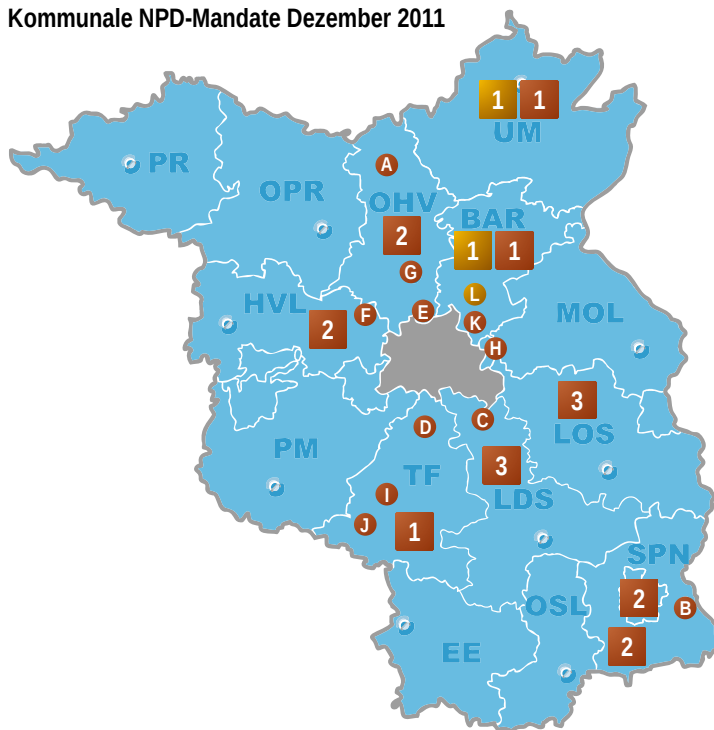 Kommunale NPD-Mandate Dezember 2011
1 1
UM
PR
A
OPR
OHV
BAR
2
1 1
G
L
HVL
E
F
K
MOL
2
H
3
C
D
LOS
PM
TF
3
I
LDS
J
1
SPN
2
B
OSL
2
EE